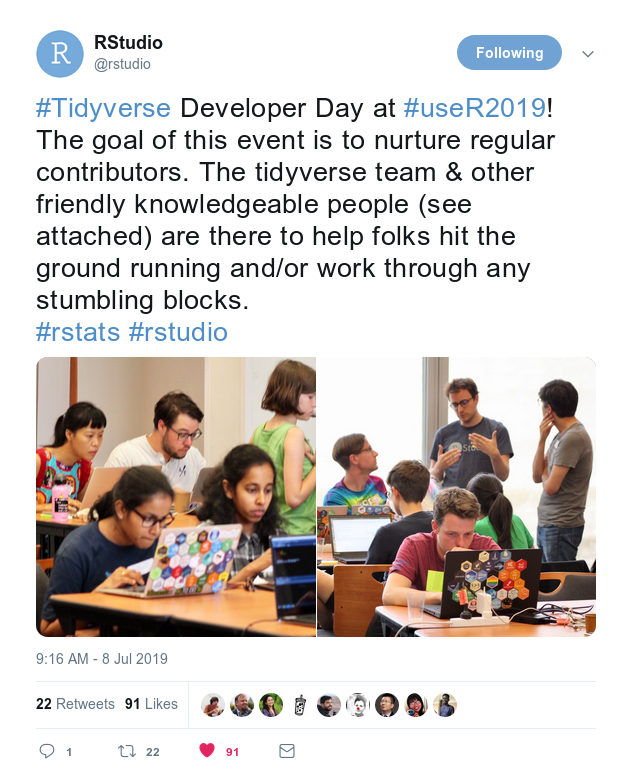 R
RStudio
@rstudio
Following
#Tidyverse Developer Day at #useR2019!
The goal of this event is to nurture regular
contributors. The tidyverse team & other
friendly knowledgeable people (see
attached) are there to help folks hit the
ground running and/or work through any
stumbling blocks.
#rstats #rstudio
9:16 AM - 8 Jul 2019
22 Retweets 91 Likes
1 22 91